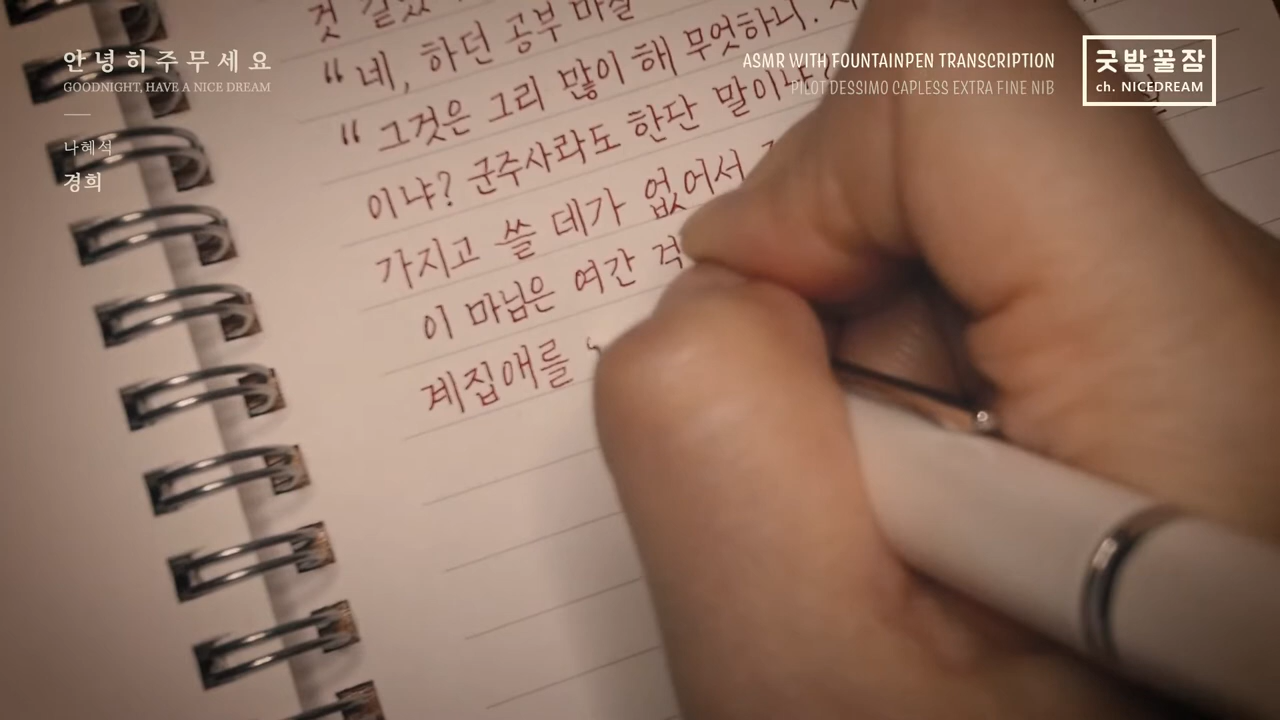 안녕히주무세요
GOODNIGHT, HAVE A NICE DREAM
나혜석
경희
ASMR WITH FOUNTAINPEN TRANSCRIPTION
PILOT DESSIMO CAPLESS EXTRA FINE NIB
굿밤꿀잠
ch. NICEDREAM
것 같았
“네, 하던 공부 마칠
“그것은 그리 많이 해 무엇하니.
이냐? 군주사라도 한단 말이냐?
가지고 쓸 데가 없어서
이 마님은 여간
계집애를